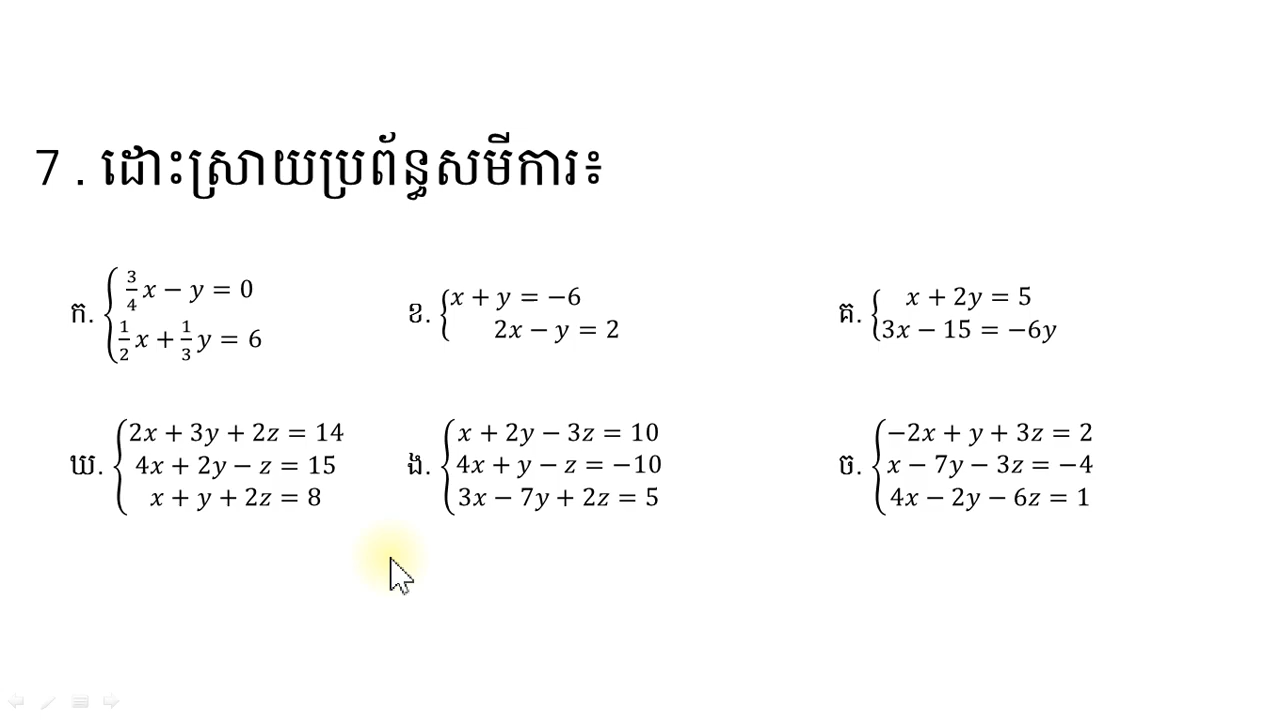 7 . ដោះស្រាយប្រព័ន្ធសមីការ៖
ក. {3/4 x − y = 0
1/2 x + 1/3 y = 6
ខ. {x + y = −6
2x − y = 2
គ. {x + 2y = 5
3x − 15 = −6y
ឃ. {2x + 3y + 2z = 14
4x + 2y − z = 15
x + y + 2z = 8
ង. {x + 2y − 3z = 10
4x + y − z = −10
3x − 7y + 2z = 5
ច. {−2x + y + 3z = 2
x − 7y − 3z = −4
4x − 2y − 6z = 1